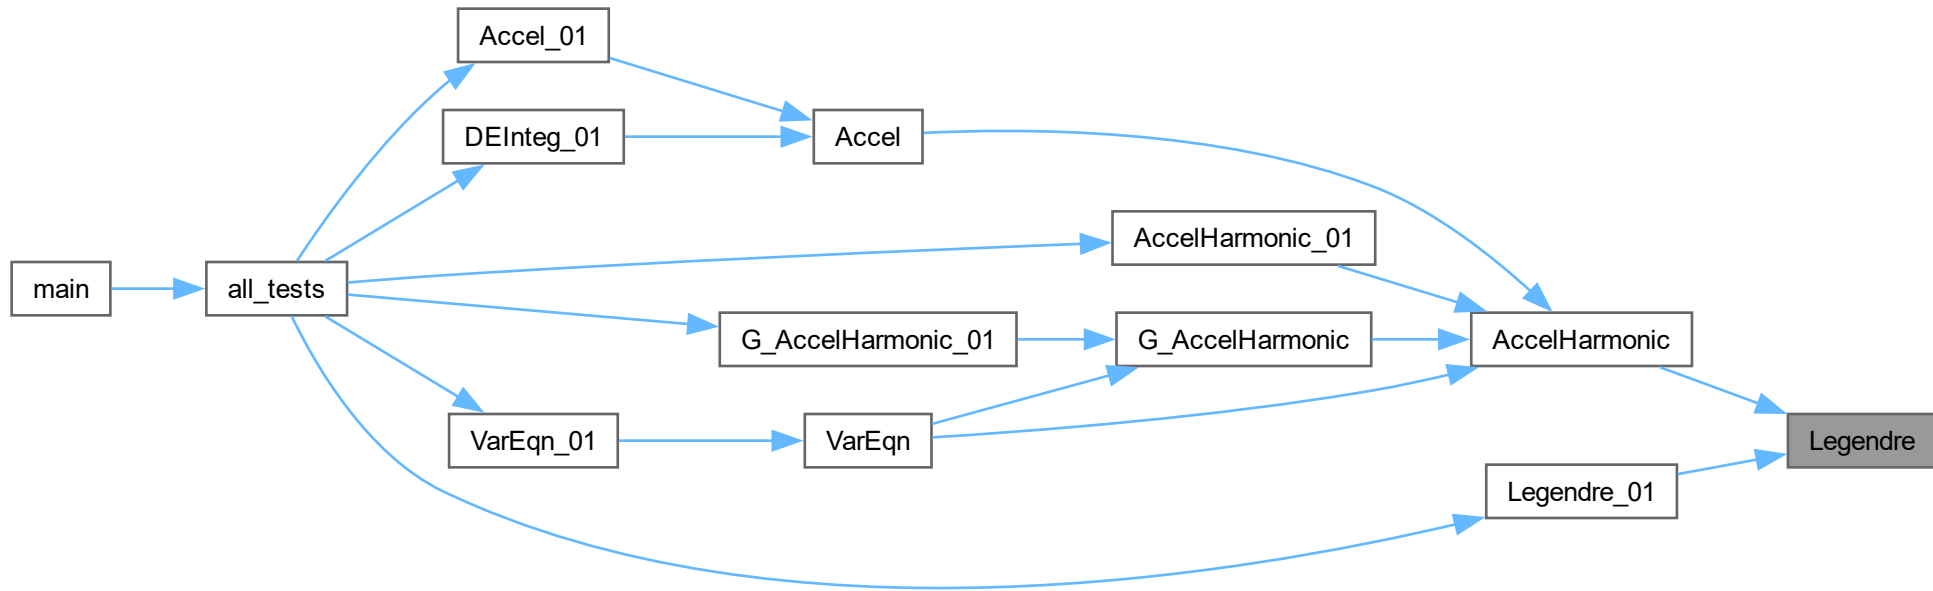 Accel_01
DEInteg_01
Accel
AccelHarmonic_01
main
all_tests
G_AccelHarmonic_01
G_AccelHarmonic
AccelHarmonic
VarEqn_01
VarEqn
Legendre
Legendre_01